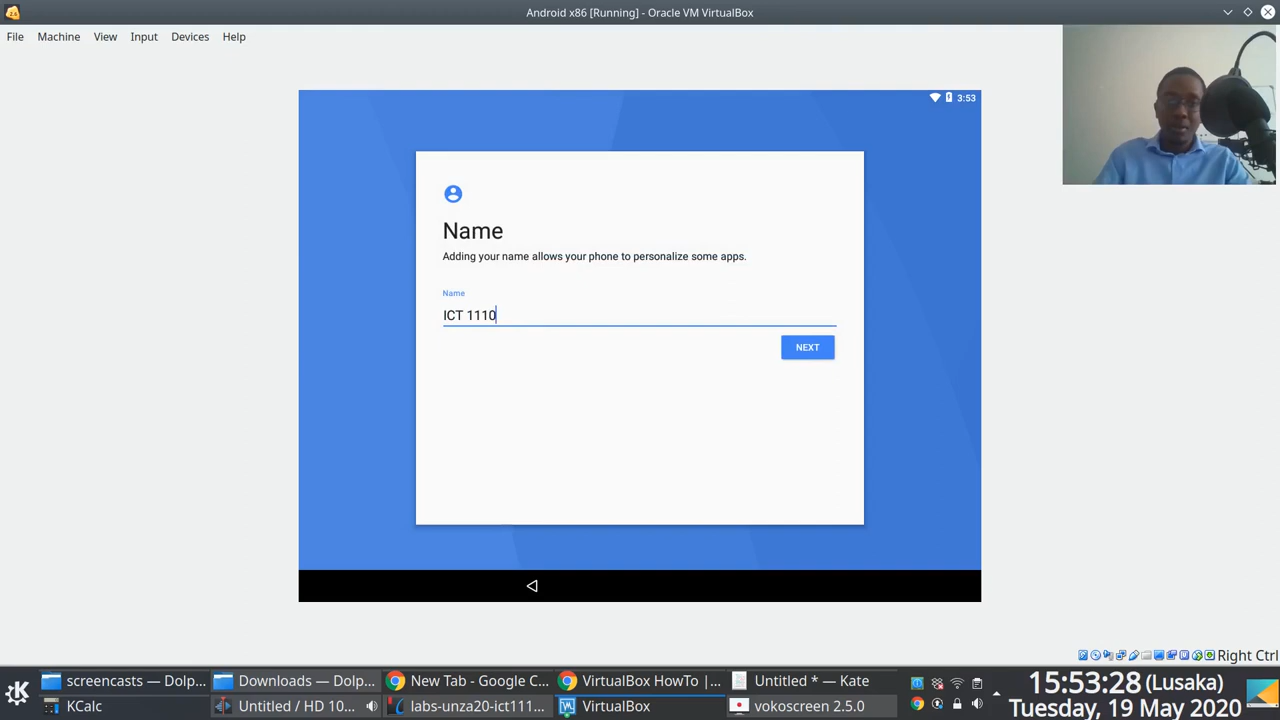 Android x86 [Running] - Oracle VM VirtualBox
File Machine View Input Devices Help
3:53
Name
Adding your name allows your phone to personalize some apps.
Name
ICT 1110
NEXT
Right Ctrl
screencasts — Dolp...
Downloads — Dolp...
New Tab - Google C...
VirtualBox HowTo |...
Untitled * — Kate
KCalc
Untitled / HD 10...
labs-unza20-ict111...
VirtualBox
vokoscreen 2.5.0
15:53:28 (Lusaka)
Tuesday, 19 May 2020